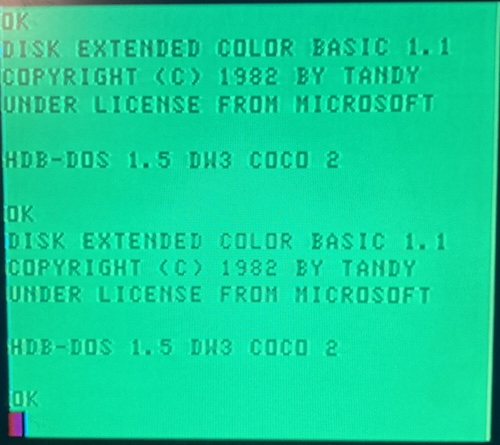 OK
DISK EXTENDED COLOR BASIC 1.1
COPYRIGHT (C) 1982 BY TANDY
UNDER LICENSE FROM MICROSOFT
HDB-DOS 1.5 DW3 COCO 2
OK
DISK EXTENDED COLOR BASIC 1.1
COPYRIGHT (C) 1982 BY TANDY
UNDER LICENSE FROM MICROSOFT
HDB-DOS 1.5 DW3 COCO 2
OK